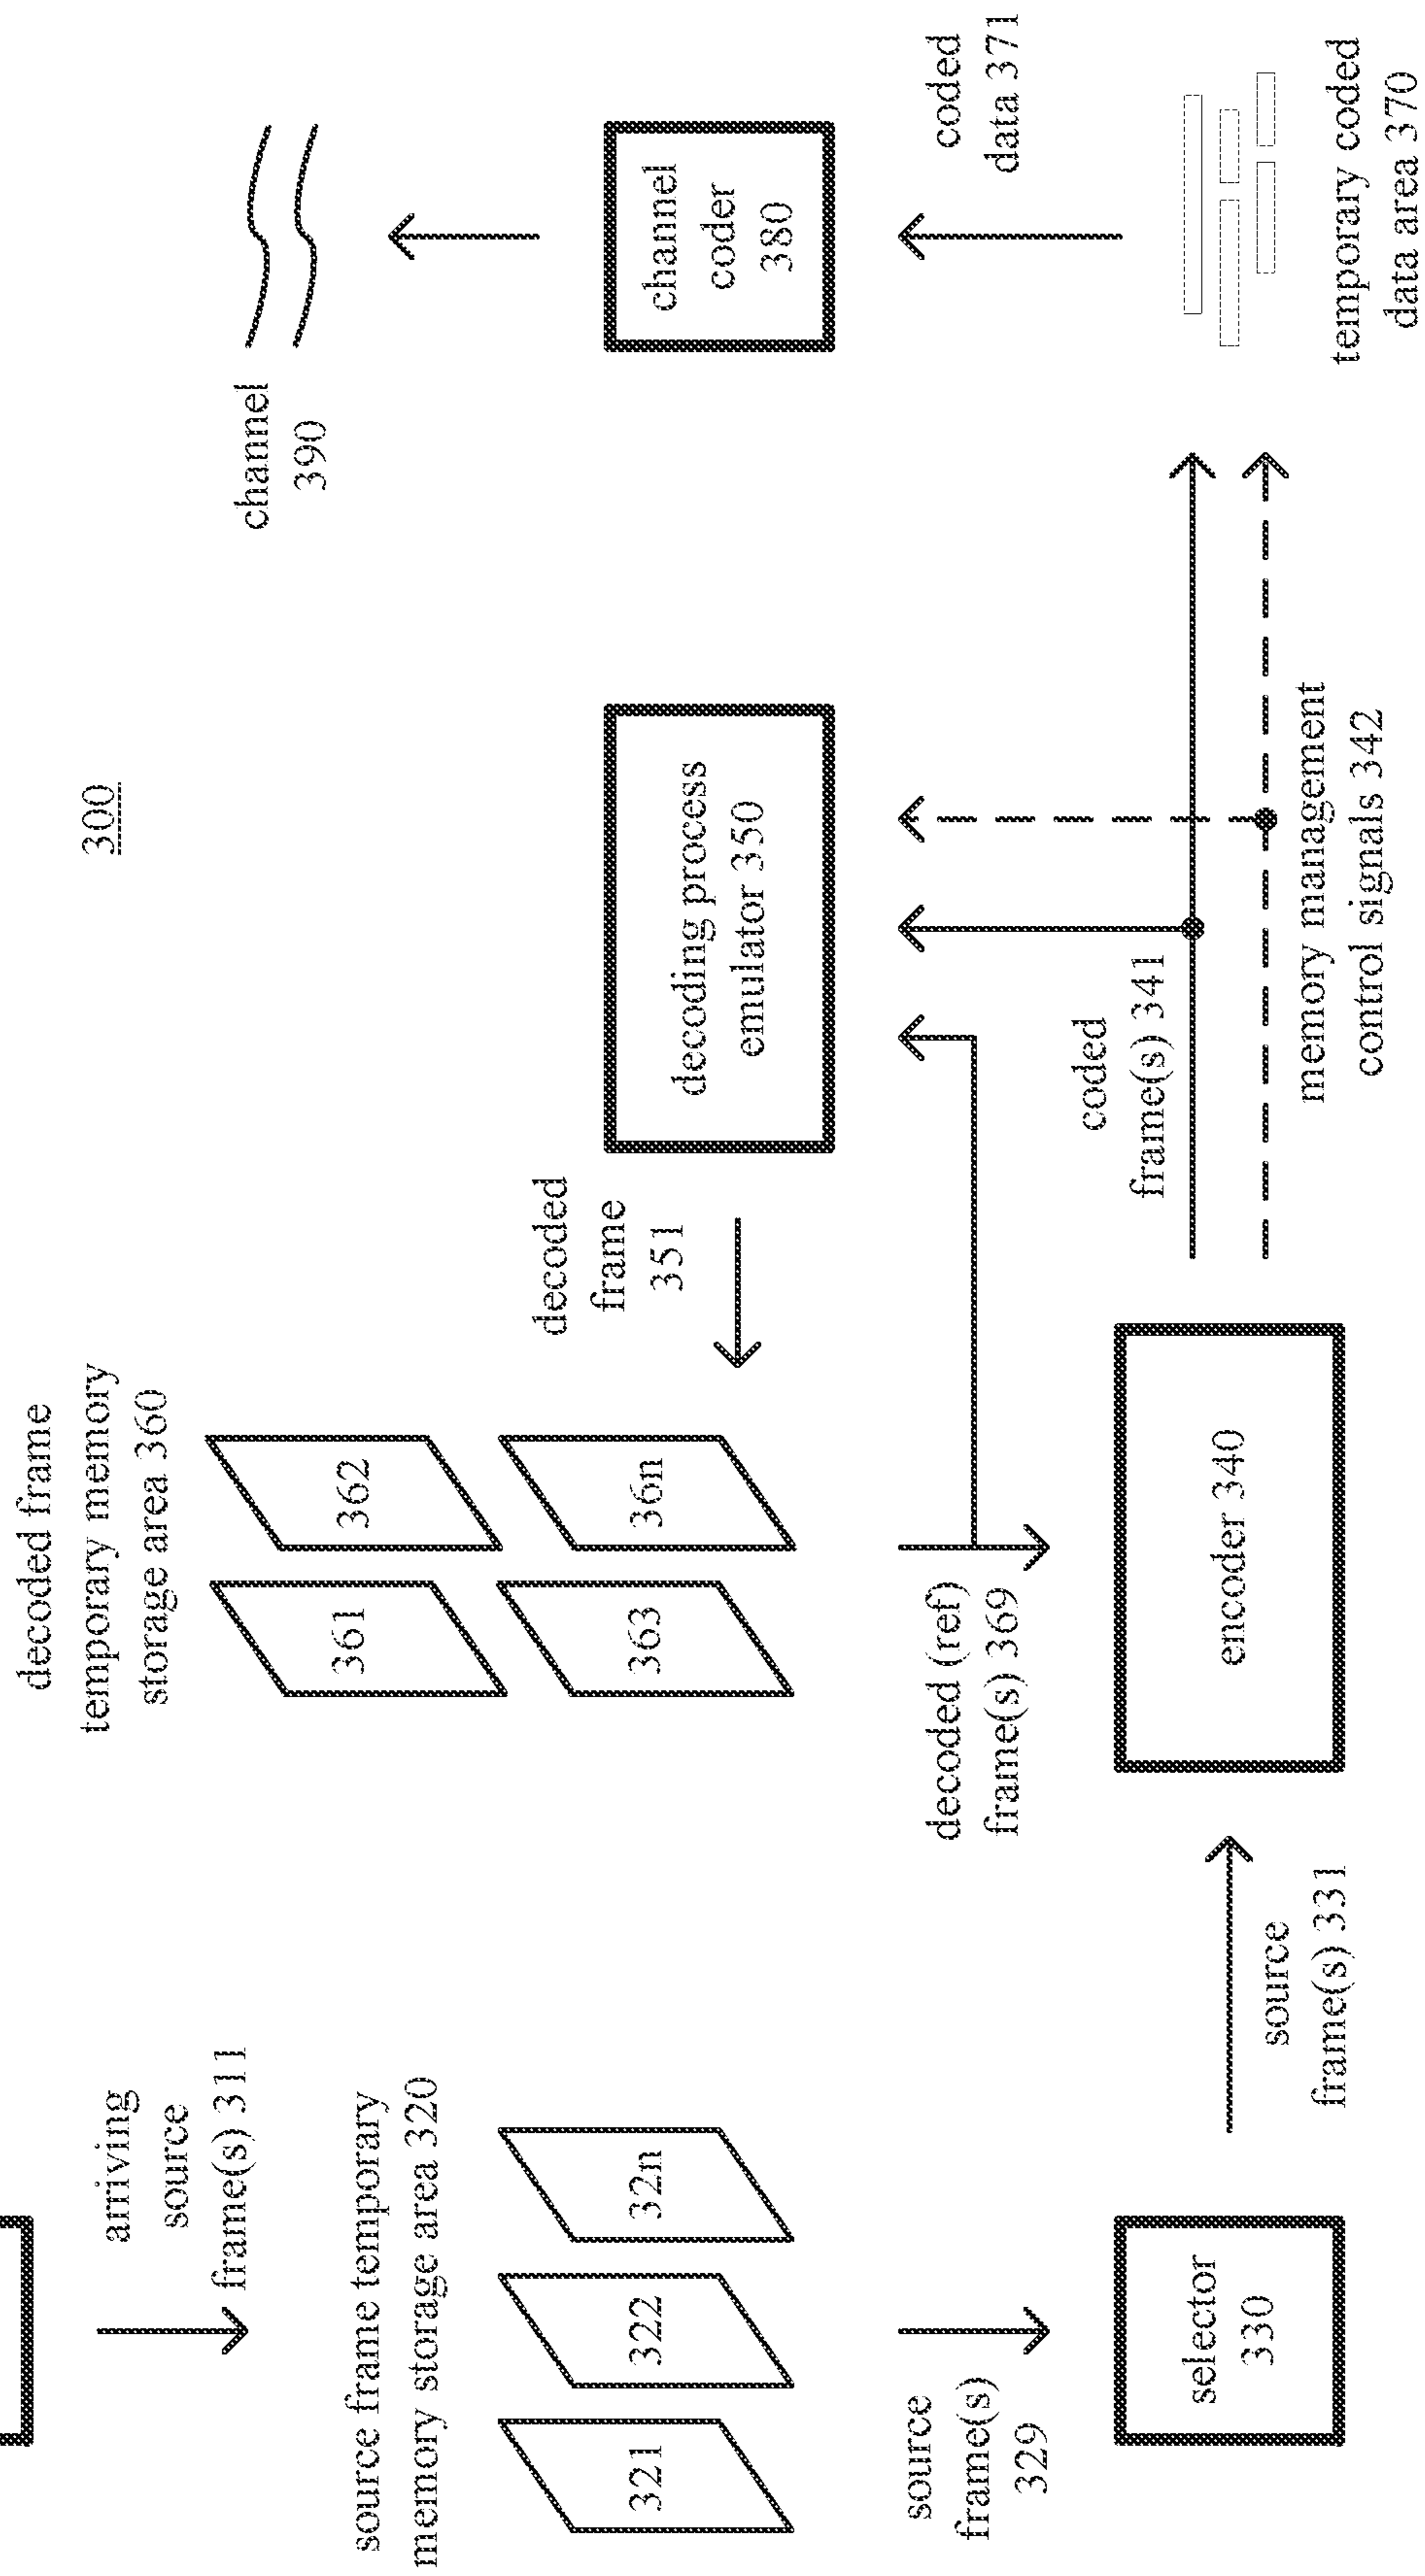 300
arriving
source
frame(s) 311
source frame temporary
memory storage area 320
321
322
32n
source
frame(s)
329
selector
330
source
frame(s) 331
decoded frame
temporary memory
storage area 360
361
362
363
36n
decoded (ref)
frame(s) 369
encoder 340
decoded
frame
351
decoding process
emulator 350
coded
frame(s) 341
memory management
control signals 342
channel
390
channel
coder
380
coded
data 371
temporary coded
data area 370